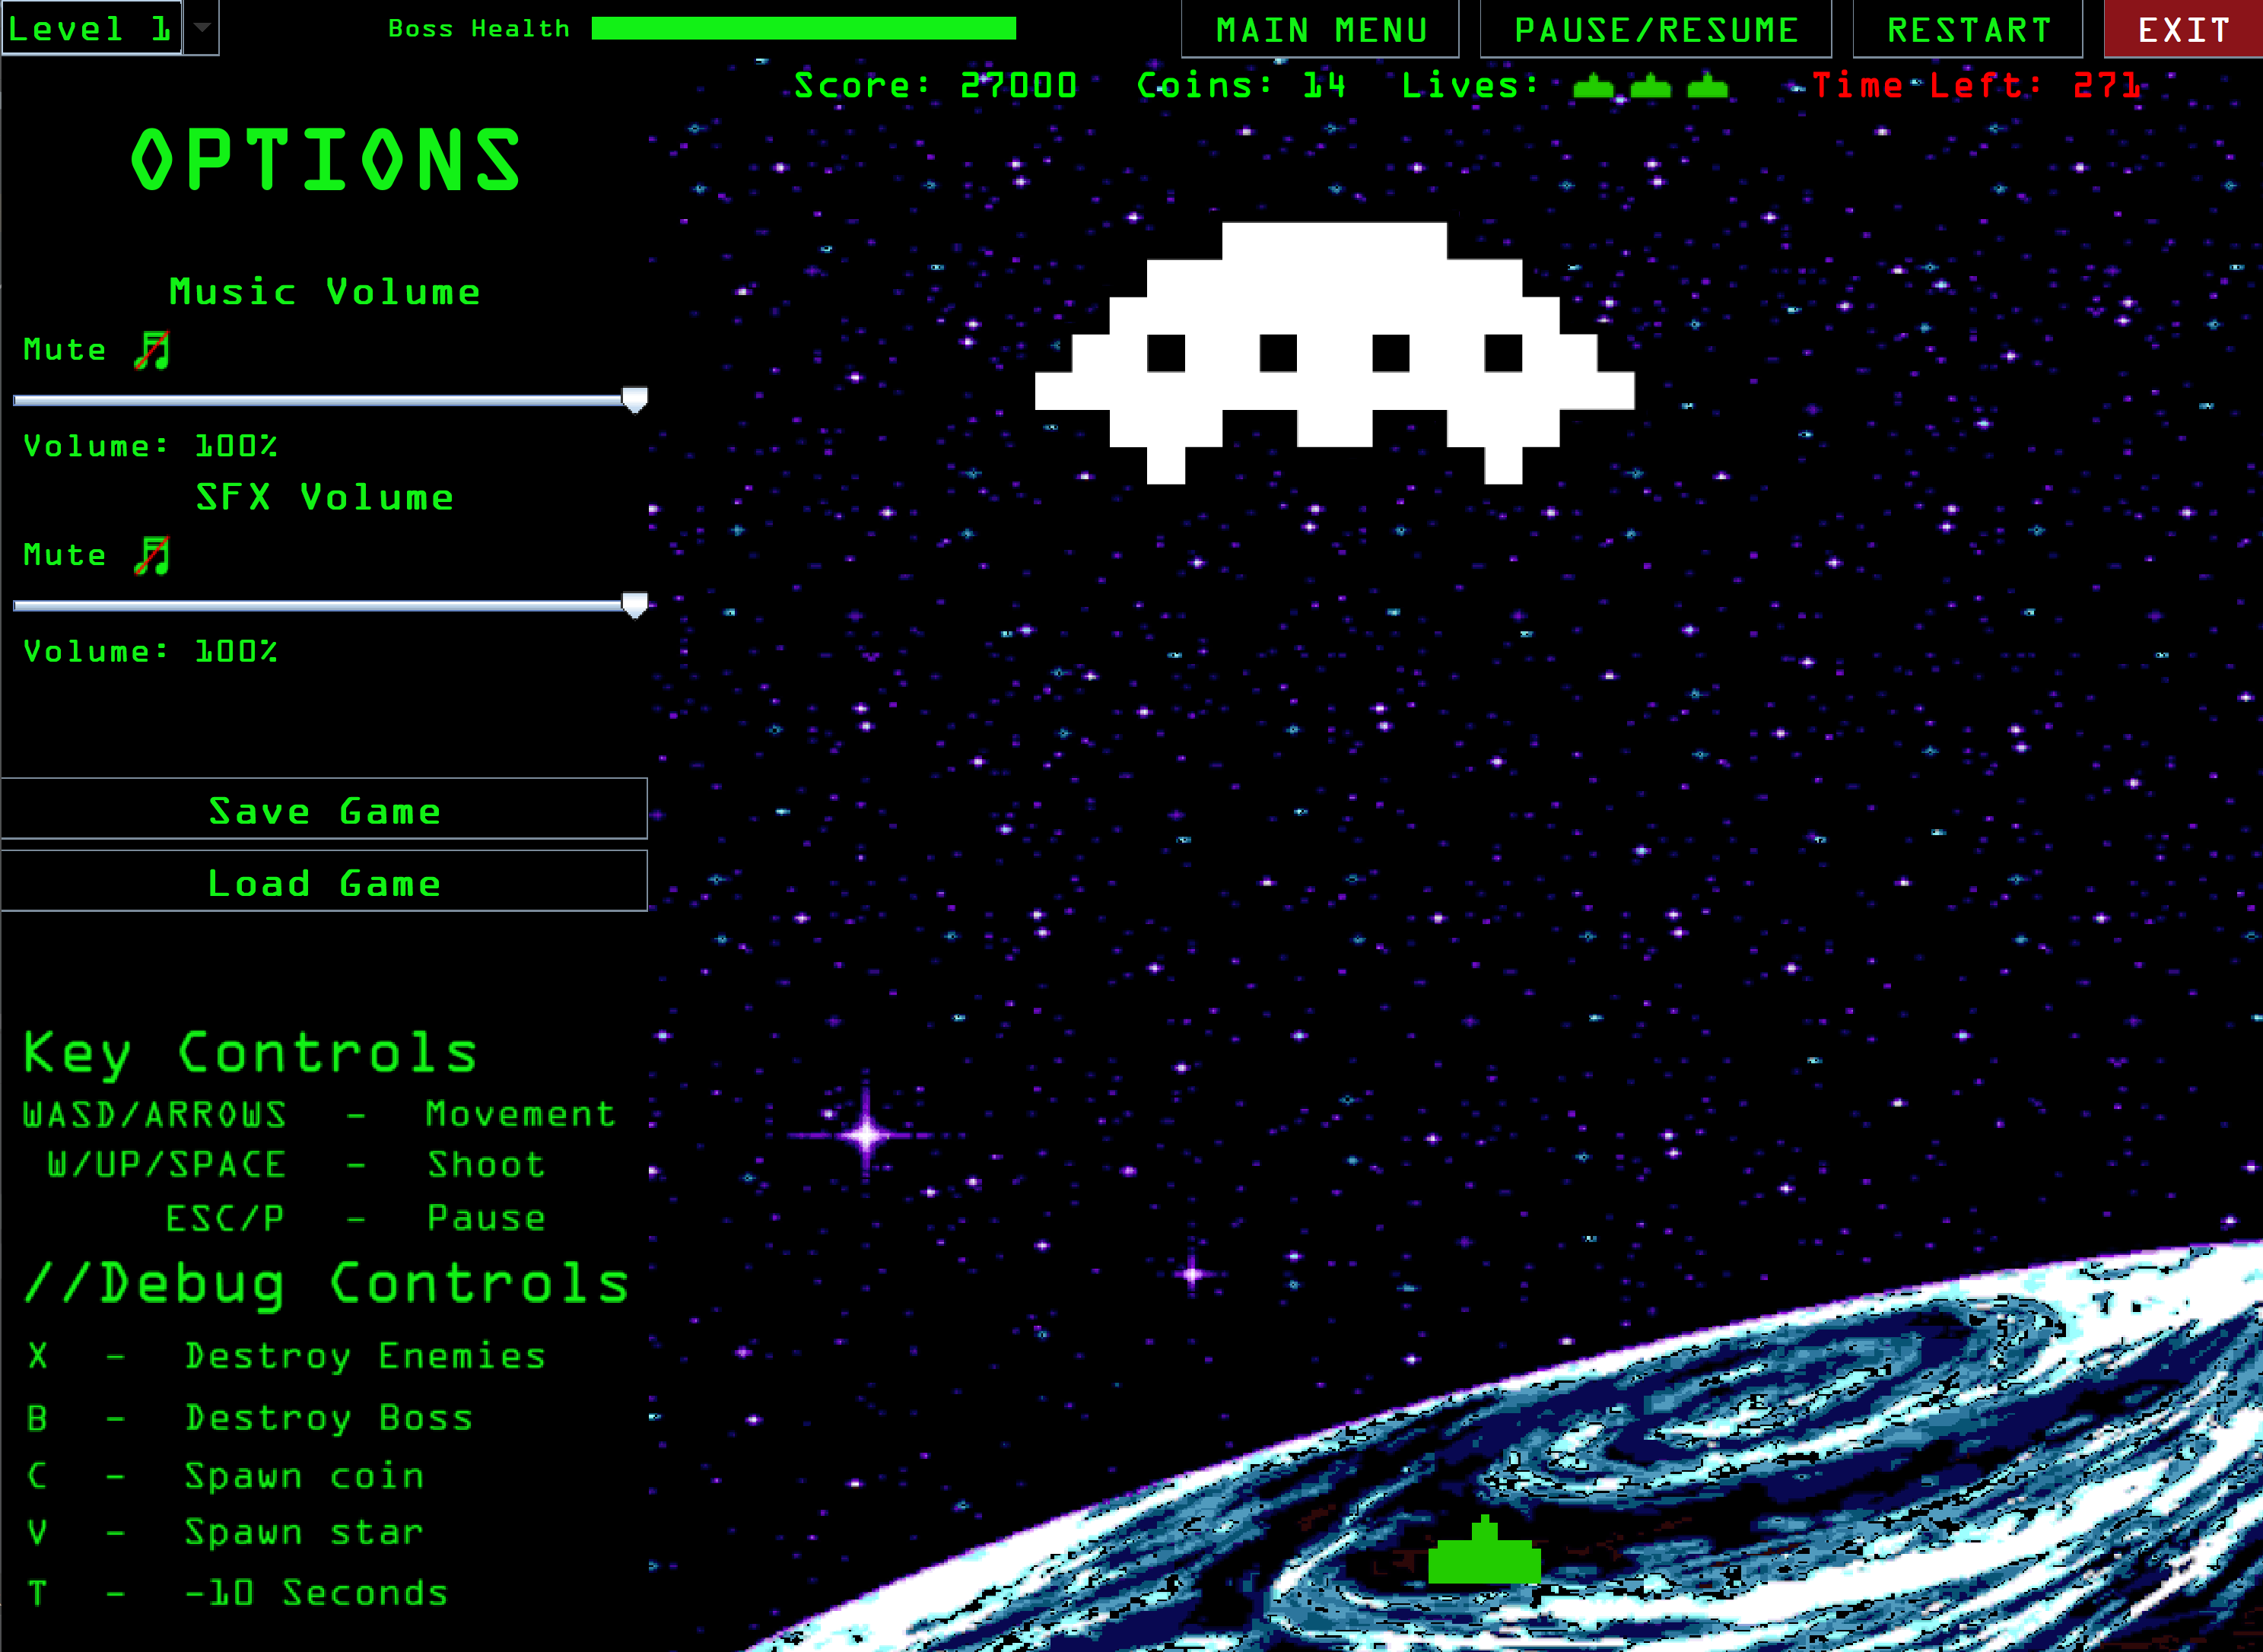 Level 1
Boss Health
MAIN MENU
PAUSE/RESUME
RESTART
EXIT
Score: 27000 Coins: 14 Lives:
Time Left: 271
OPTIONS
Music Volume
Mute
Volume: 100%
SFX Volume
Mute
Volume: 100%
Save Game
Load Game
Key Controls
WASD/ARROWS - Movement
W/UP/SPACE - Shoot
ESC/P - Pause
//Debug Controls
X - Destroy Enemies
B - Destroy Boss
C - Spawn coin
V - Spawn star
T - -10 Seconds